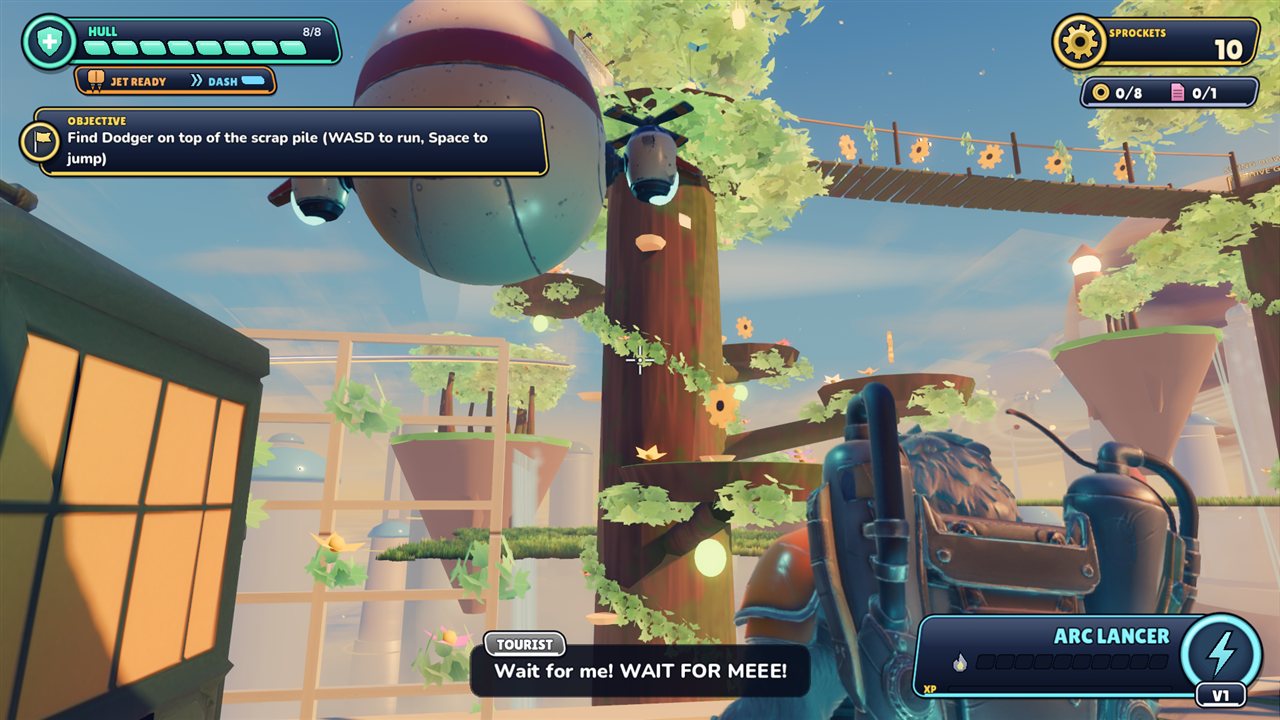 HULL
8/8
JET READY
DASH
OBJECTIVE
Find Dodger on top of the scrap pile (WASD to run, Space to
jump)
SPROCKETS
10
0/8
0/1
TOURIST
Wait for me! WAIT FOR MEEE!
ARC LANCER
XP
V1